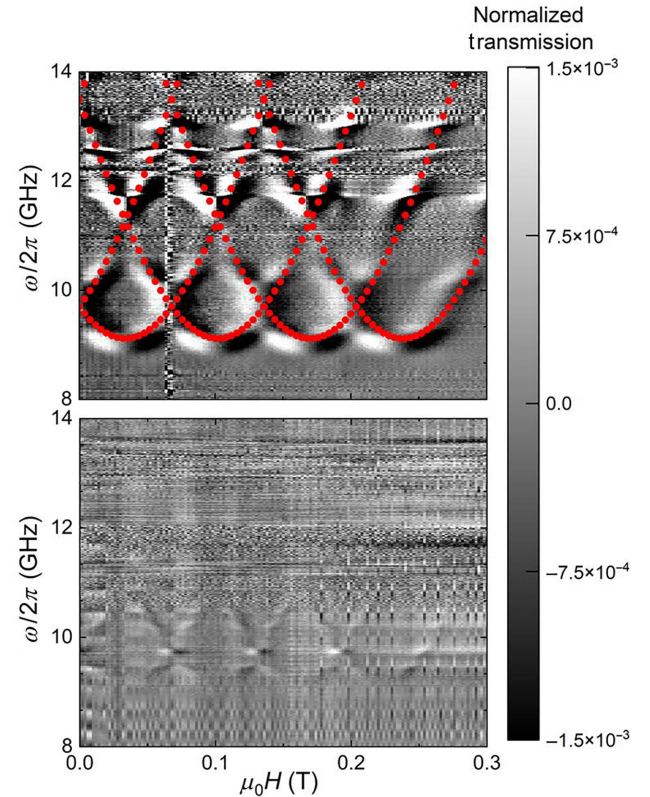 Normalized
transmission
1.5×10⁻³
7.5×10⁻⁴
0.0
−7.5×10⁻⁴
−1.5×10⁻³
14
12
10
8
ω/2π (GHz)
14
12
10
8
ω/2π (GHz)
0.0 0.1 0.2 0.3
μ₀H (T)